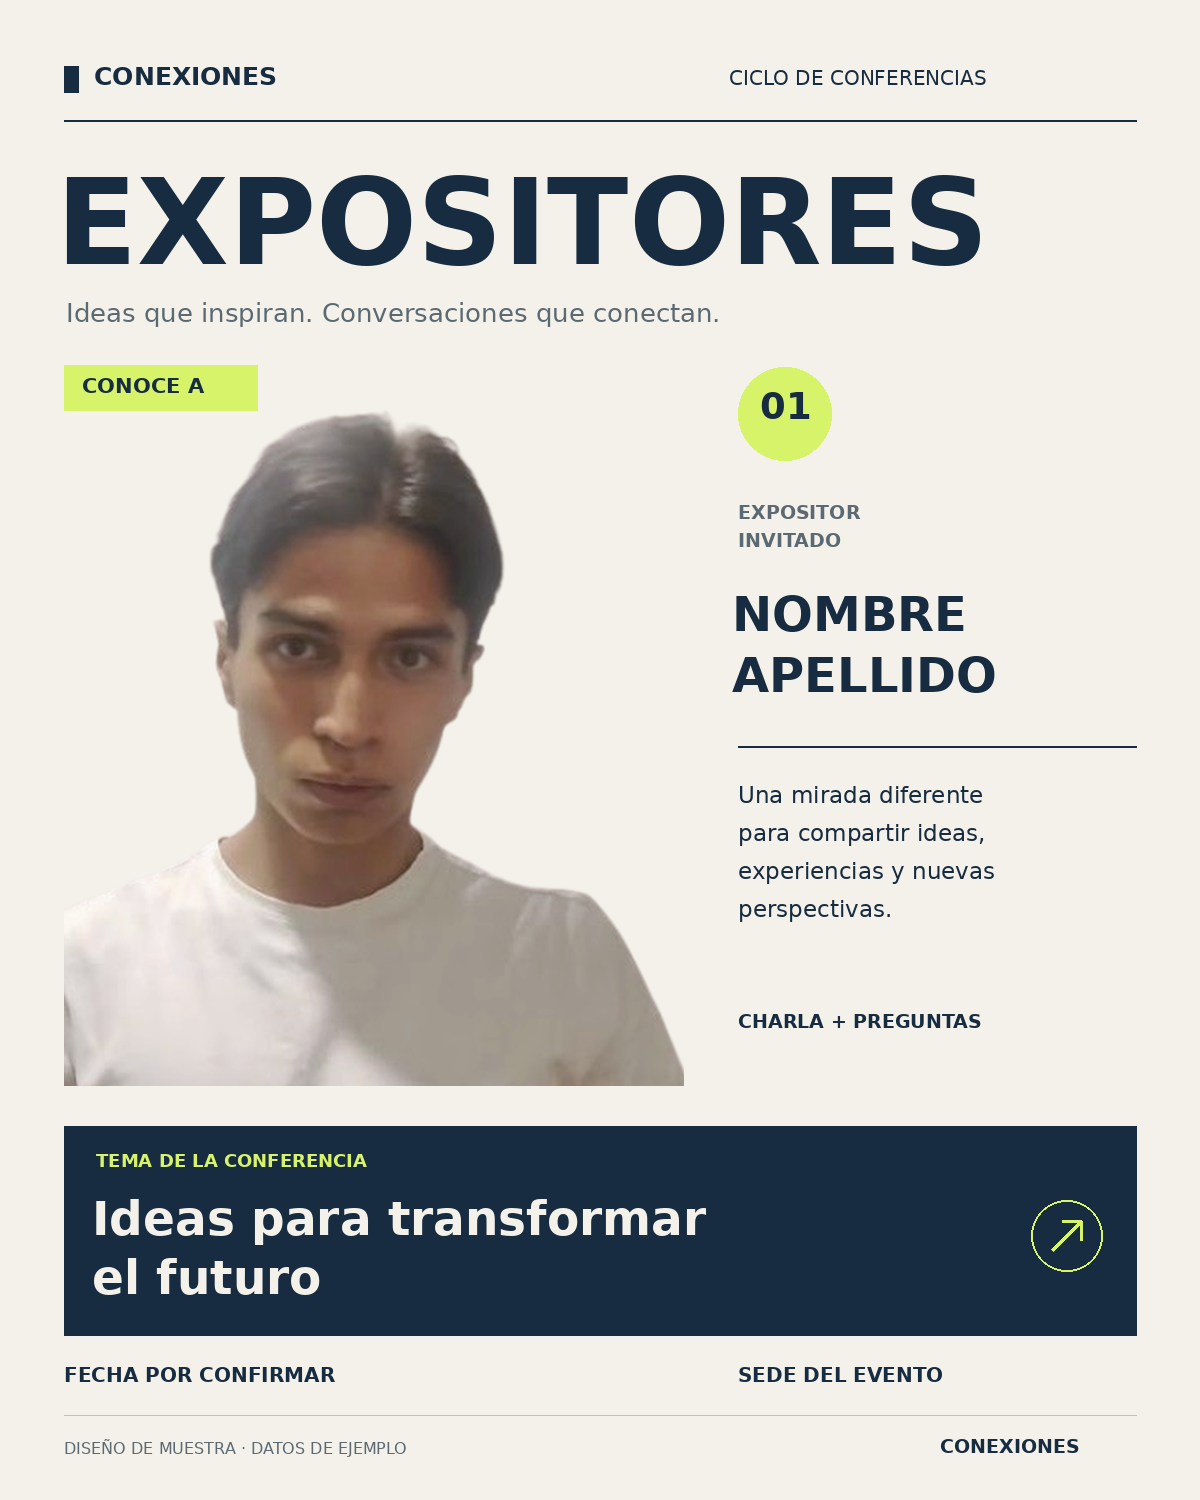 CONEXIONES
CICLO DE CONFERENCIAS
EXPOSITORES
Ideas que inspiran. Conversaciones que conectan.
CONOCE A
01
EXPOSITOR
INVITADO
NOMBRE
APELLIDO
Una mirada diferente
para compartir ideas,
experiencias y nuevas
perspectivas.
CHARLA + PREGUNTAS
TEMA DE LA CONFERENCIA
Ideas para transformar
el futuro
FECHA POR CONFIRMAR
SEDE DEL EVENTO
DISEÑO DE MUESTRA · DATOS DE EJEMPLO
CONEXIONES